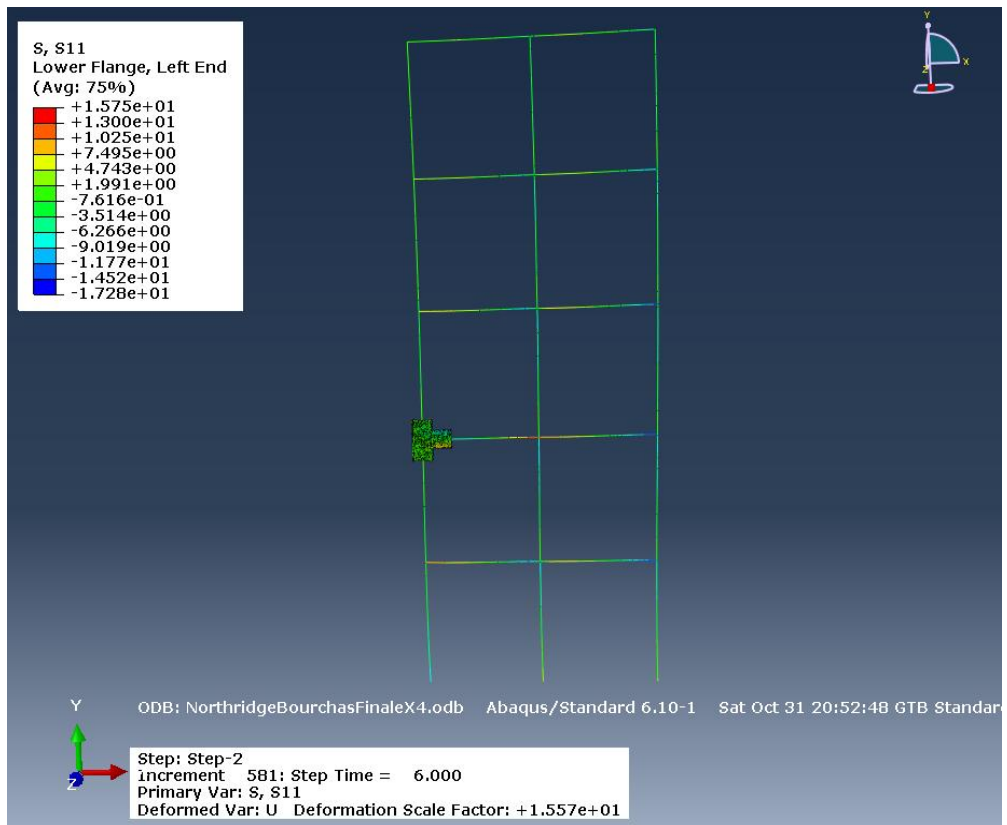 S, S11
Lower Flange, Left End
(Avg: 75%)
+1.575e+01
+1.300e+01
+1.025e+01
+7.495e+00
+4.743e+00
+1.991e+00
-7.616e-01
-3.514e+00
-6.266e+00
-9.019e+00
-1.177e+01
-1.452e+01
-1.728e+01
Y
X
Z
Y
Z
ODB: NorthridgeBourchasFinaleX4.odb Abaqus/Standard 6.10-1 Sat Oct 31 20:52:48 GTB Standard
Step: Step-2
Increment 581: Step Time = 6.000
Primary Var: S, S11
Deformed Var: U Deformation Scale Factor: +1.557e+01